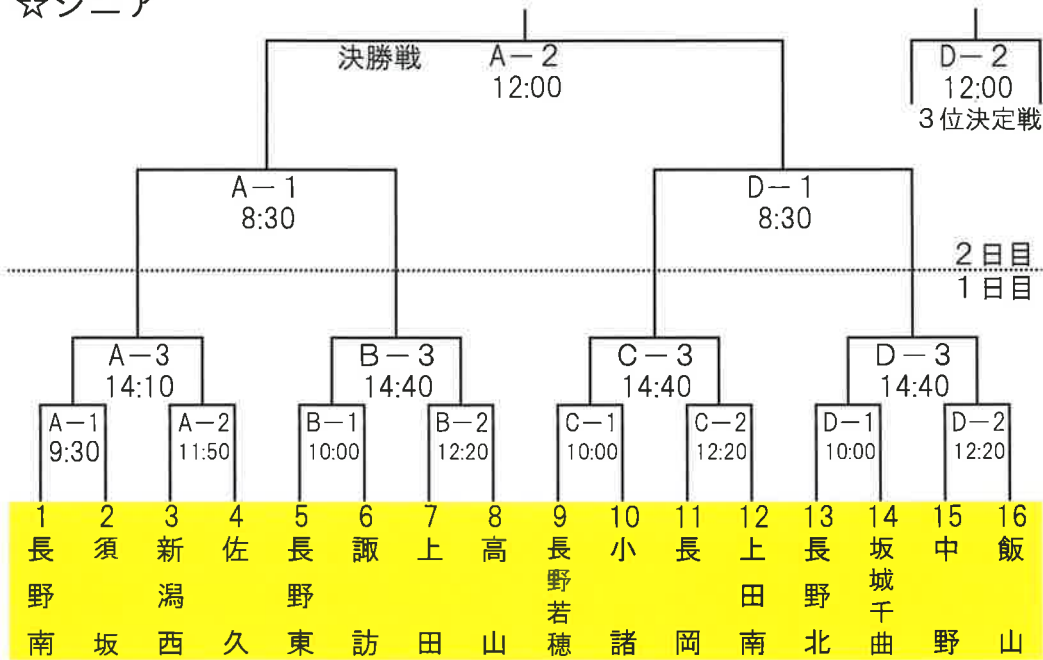 ☆シニア
決勝戦 A-2
12:00
D-2
12:00
3位決定戦
A-1
8:30
D-1
8:30
2日目
1日目
A-3
14:10
B-3
14:40
C-3
14:40
D-3
14:40
A-1
9:30
A-2
11:50
B-1
10:00
B-2
12:20
C-1
10:00
C-2
12:20
D-1
10:00
D-2
12:20
1 長野南
2 須坂
3 新潟西
4 佐久
5 長野東
6 諏訪
7 上田
8 高山
9 長野若穂
10 小諸
11 長岡
12 上田南
13 長野北
14 坂城千曲
15 中野
16 飯山